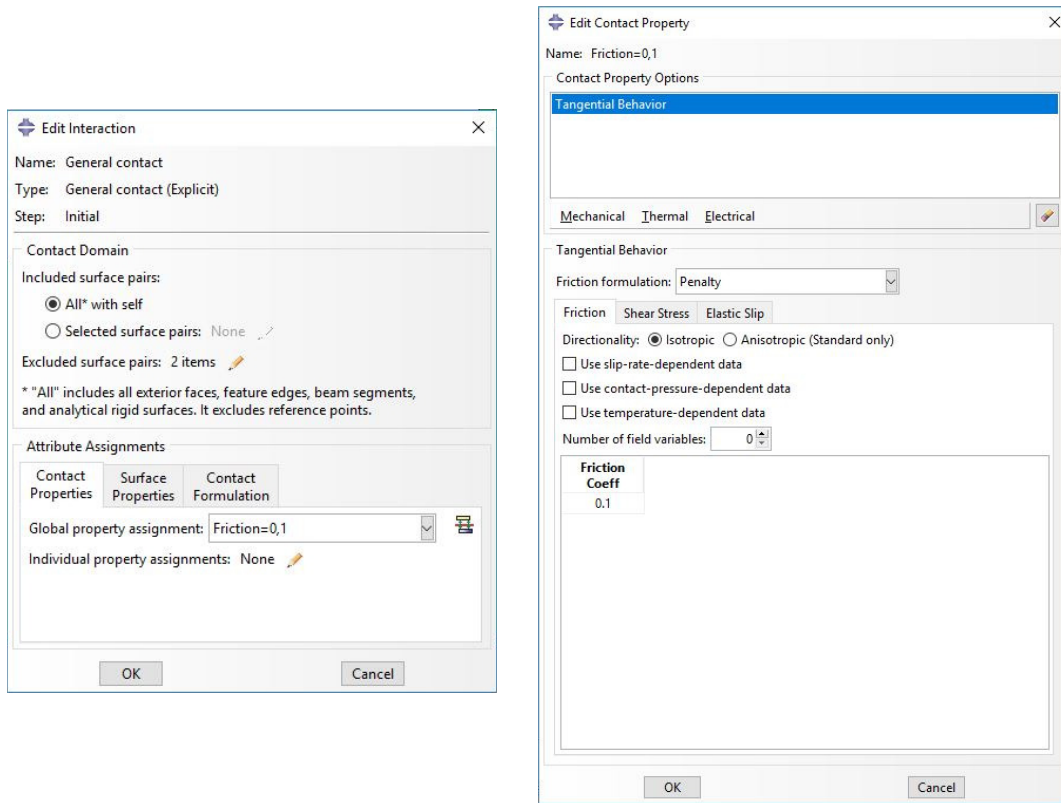 Edit Interaction
Name: General contact
Type: General contact (Explicit)
Step: Initial
Contact Domain
Included surface pairs:
All* with self
Selected surface pairs: None
Excluded surface pairs: 2 items
* "All" includes all exterior faces, feature edges, beam segments,
and analytical rigid surfaces. It excludes reference points.
Attribute Assignments
Contact
Properties
Surface
Properties
Contact
Formulation
Global property assignment: Friction=0,1
Individual property assignments: None
OK
Cancel
Edit Contact Property
Name: Friction=0,1
Contact Property Options
Tangential Behavior
Mechanical Thermal Electrical
Tangential Behavior
Friction formulation: Penalty
Friction Shear Stress Elastic Slip
Directionality: Isotropic Anisotropic (Standard only)
Use slip-rate-dependent data
Use contact-pressure-dependent data
Use temperature-dependent data
Number of field variables: 0
Friction
Coeff
0.1
OK
Cancel